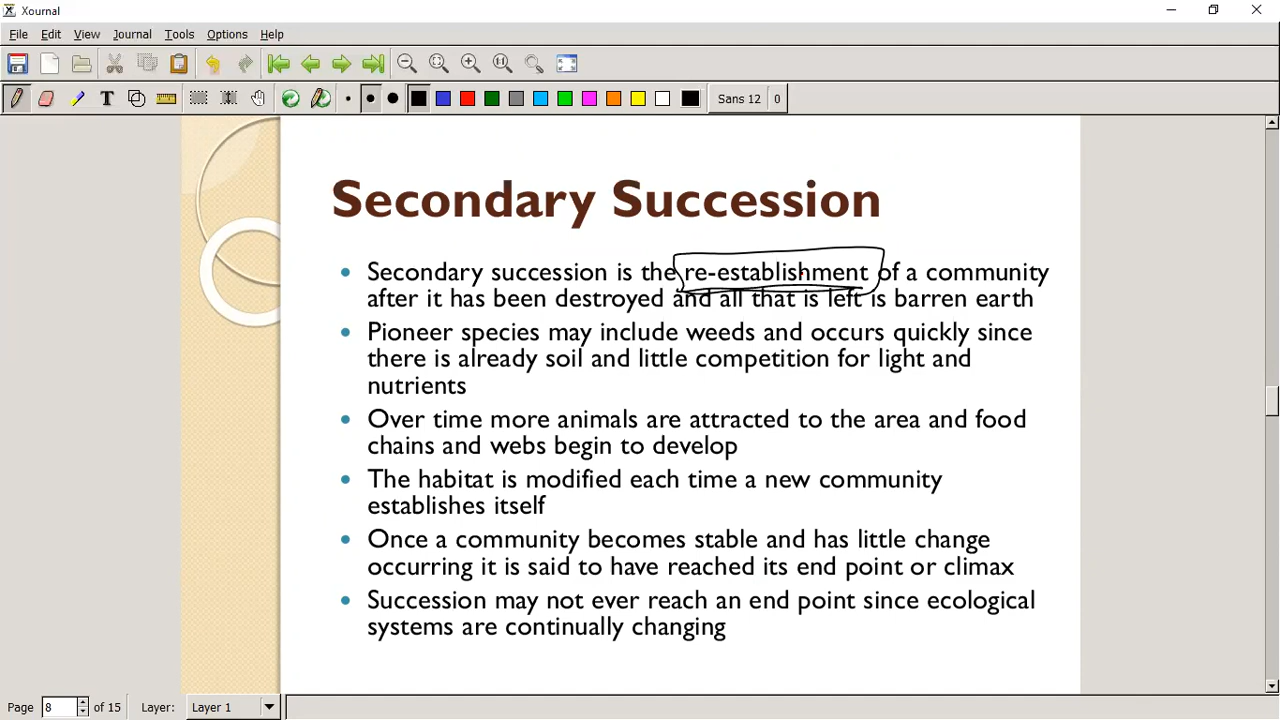 Xournal
File Edit View Journal Tools Options Help
Sans 12 0
Secondary Succession
• Secondary succession is the re-establishment of a community
after it has been destroyed and all that is left is barren earth
• Pioneer species may include weeds and occurs quickly since
there is already soil and little competition for light and
nutrients
• Over time more animals are attracted to the area and food
chains and webs begin to develop
• The habitat is modified each time a new community
establishes itself
• Once a community becomes stable and has little change
occurring it is said to have reached its end point or climax
• Succession may not ever reach an end point since ecological
systems are continually changing
Page 8 of 15 Layer: Layer 1